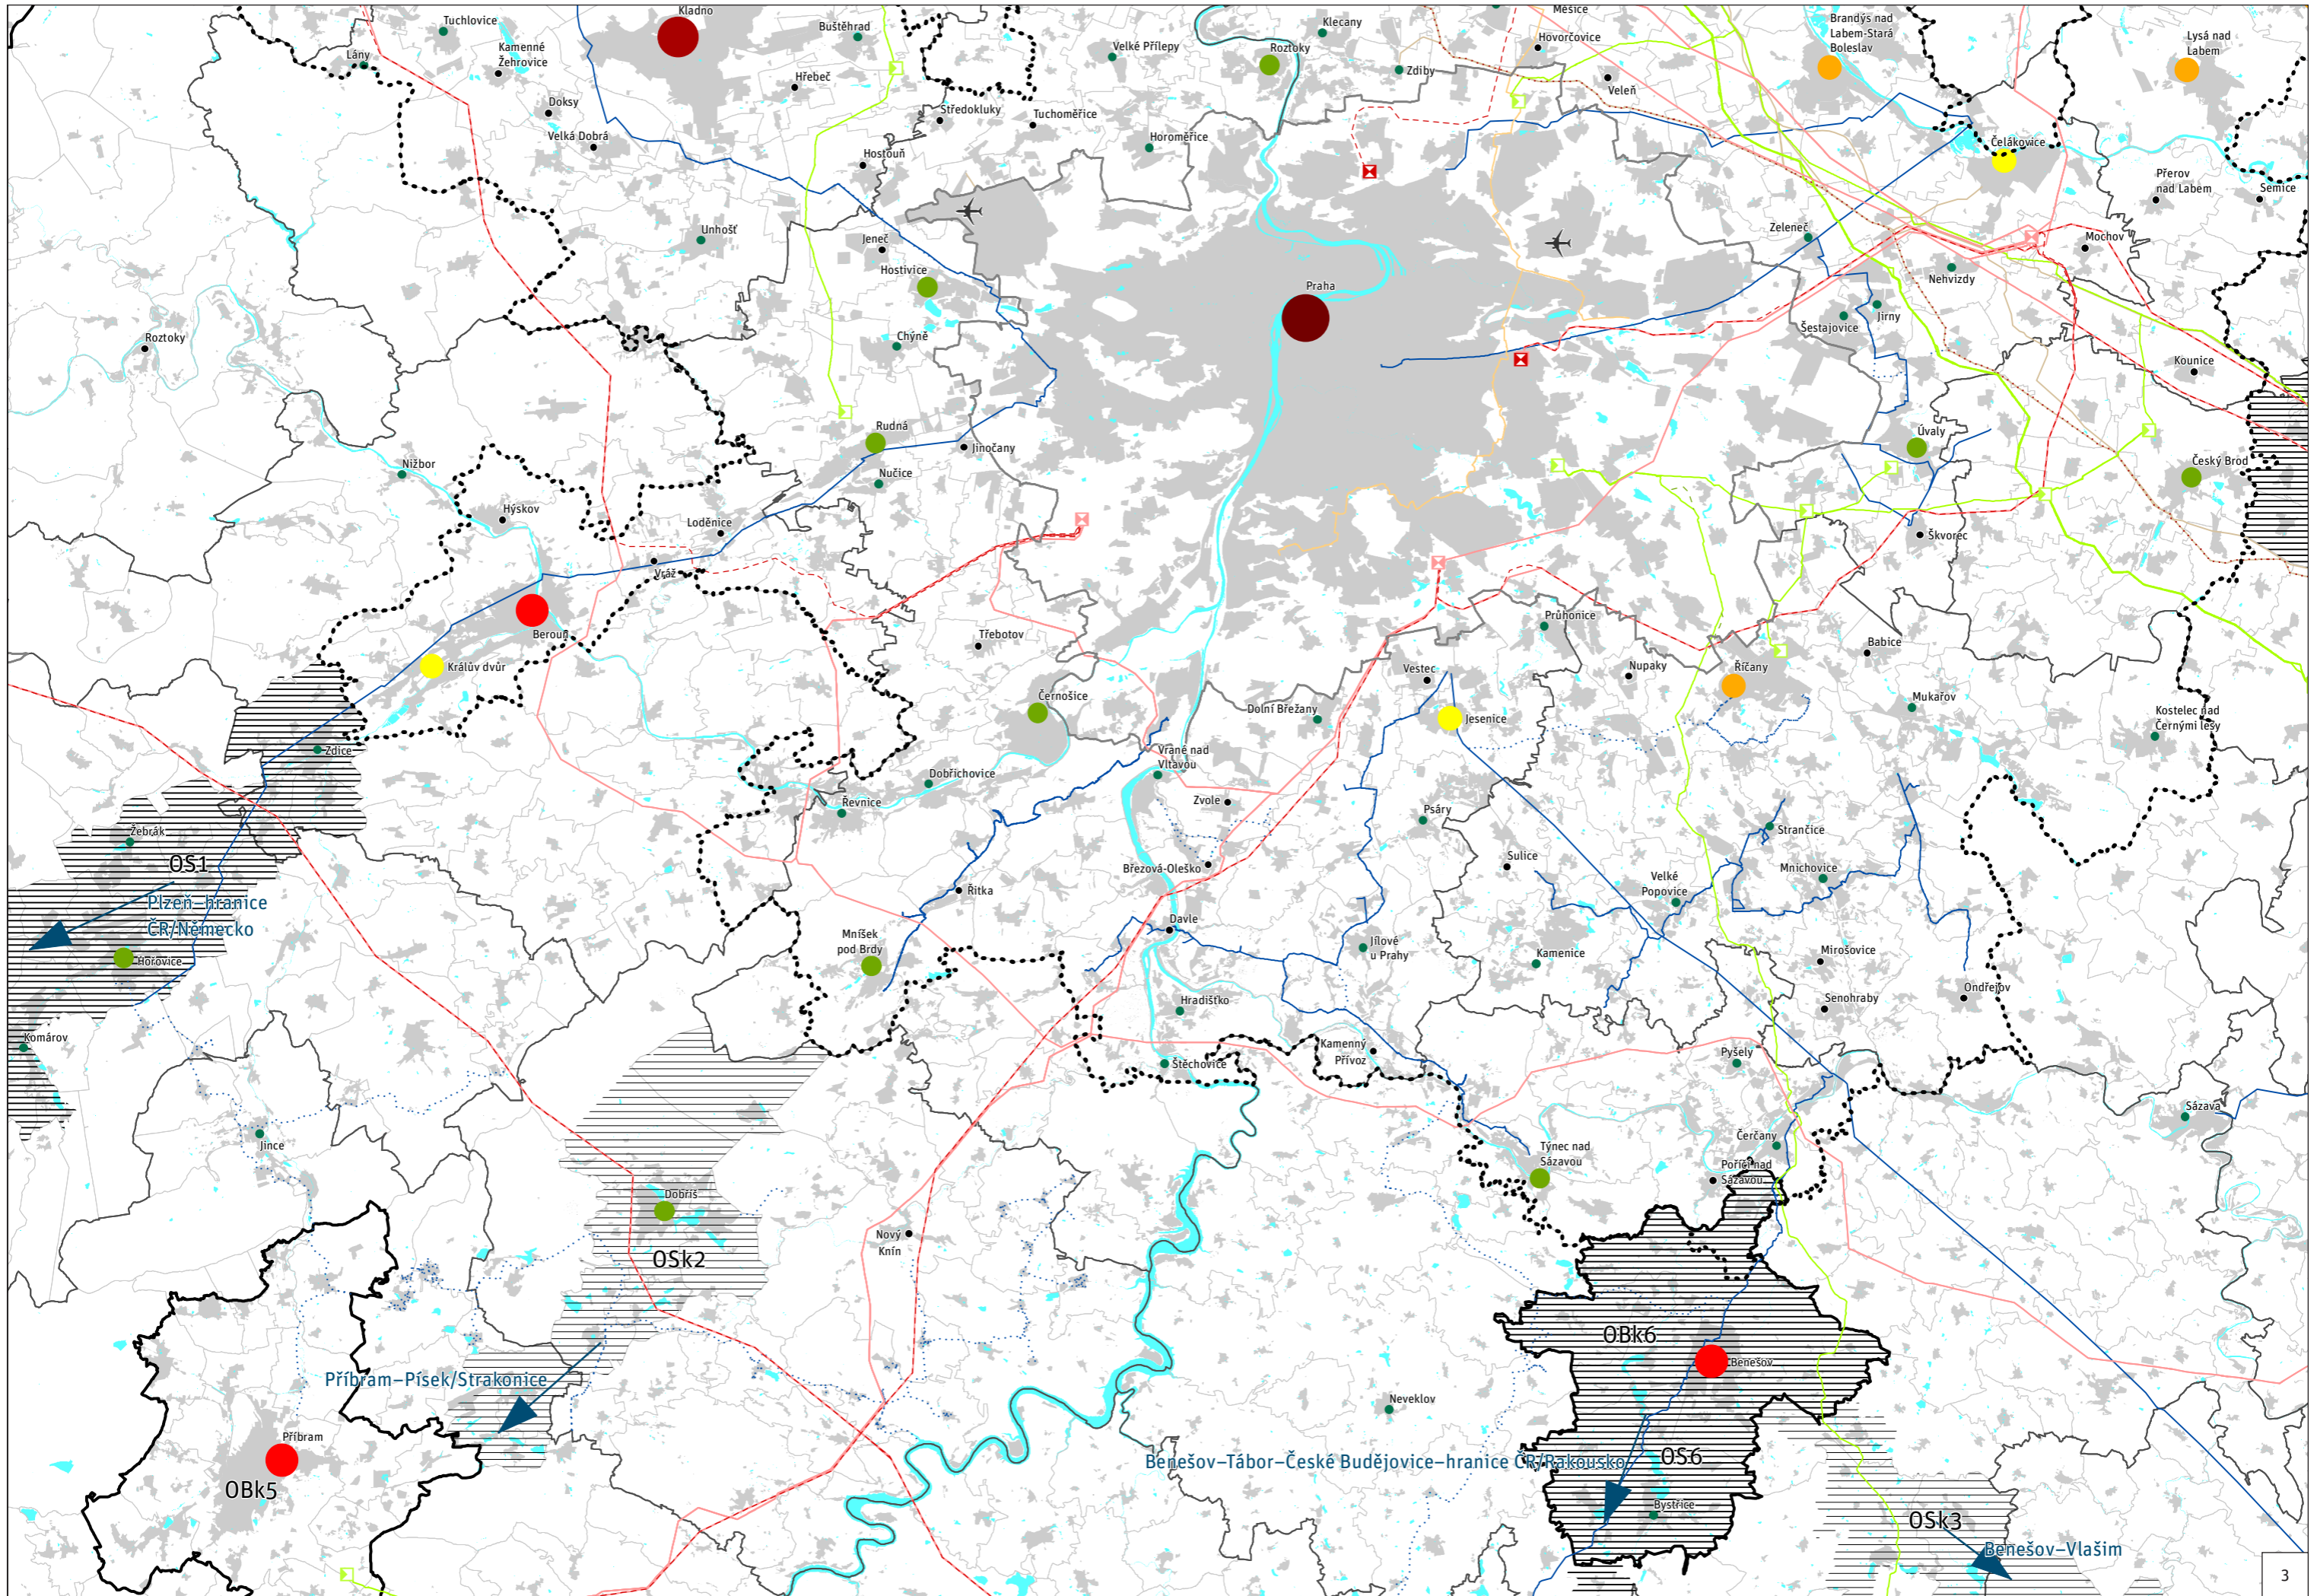 Tuchlovice
Kladno
Buštěhrad
Klecany
Měšice
Brandýs nad
Labem-Stará
Boleslav
Lysá nad
Labem
Lány
Kamenné
Žehrovice
Velké Přílepy
Roztoky
Hovorčovice
Zdiby
Hřebeč
Veleň
Doksy
Středokluky
Tuchoměřice
Velká Dobrá
Horoměřice
Hostouň
Čelákovice
Přerov
nad Labem
Semice
Unhošť
Jeneč
Zeleneč
Mochov
Hostivice
Nehvizdy
Praha
Jirny
Šestajovice
Roztoky
Chýně
Kounice
Rudná
Jinočany
Úvaly
Český Brod
Nižbor
Nučice
Hýskov
Loděnice
Škvorec
Vráž
Beroun
Třebotov
Průhonice
Babice
Králův dvůr
Vestec
Nupaky
Říčany
Černošice
Dolní Břežany
Jesenice
Mukařov
Kostelec nad
Černými lesy
Zdice
Vrané nad
Vltavou
Dobřichovice
Řevnice
Zvole
Psáry
Strančice
Žebrák
OS1
Březová-Oleško
Sulice
Mnichovice
Velké
Popovice
Řitka
Plzeň–hranice
ČR/Německo
Davle
Mníšek
pod Brdy
Jílové
u Prahy
Kamenice
Mirošovice
Hořovice
Hradištko
Senohraby
Ondřejov
Komárov
Kamenný
Přívoz
Štěchovice
Pyšely
Sázava
Jince
Týnec nad
Sázavou
Čerčany
Poříčí nad
Sázavou
Dobříš
Nový
Knín
OSk2
OBk6
Benešov
Příbram–Písek/Strakonice
Neveklov
Příbram
OBk5
Benešov–Tábor–České Budějovice–hranice ČR/Rakousko
OS6
Bystřice
OSk3
Benešov–Vlašim
3